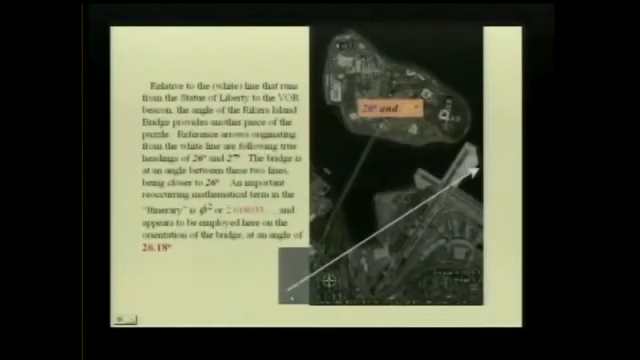 Relative to the (white) line that runs
from the Statue of Liberty to the VOR
beacon, the angle of the Rikers Island
Bridge provides another piece of the
puzzle. Reference arrows originating
from the white line are following true
headings of 26° and 27°. The bridge is
at an angle between these two lines,
being closer to 26°. An important
reoccurring mathematical term in the
"Itinerary" is ϕ² or 2.618033... and
appears to be employed here on the
orientation of the bridge, at an angle of
26.18°
26° and